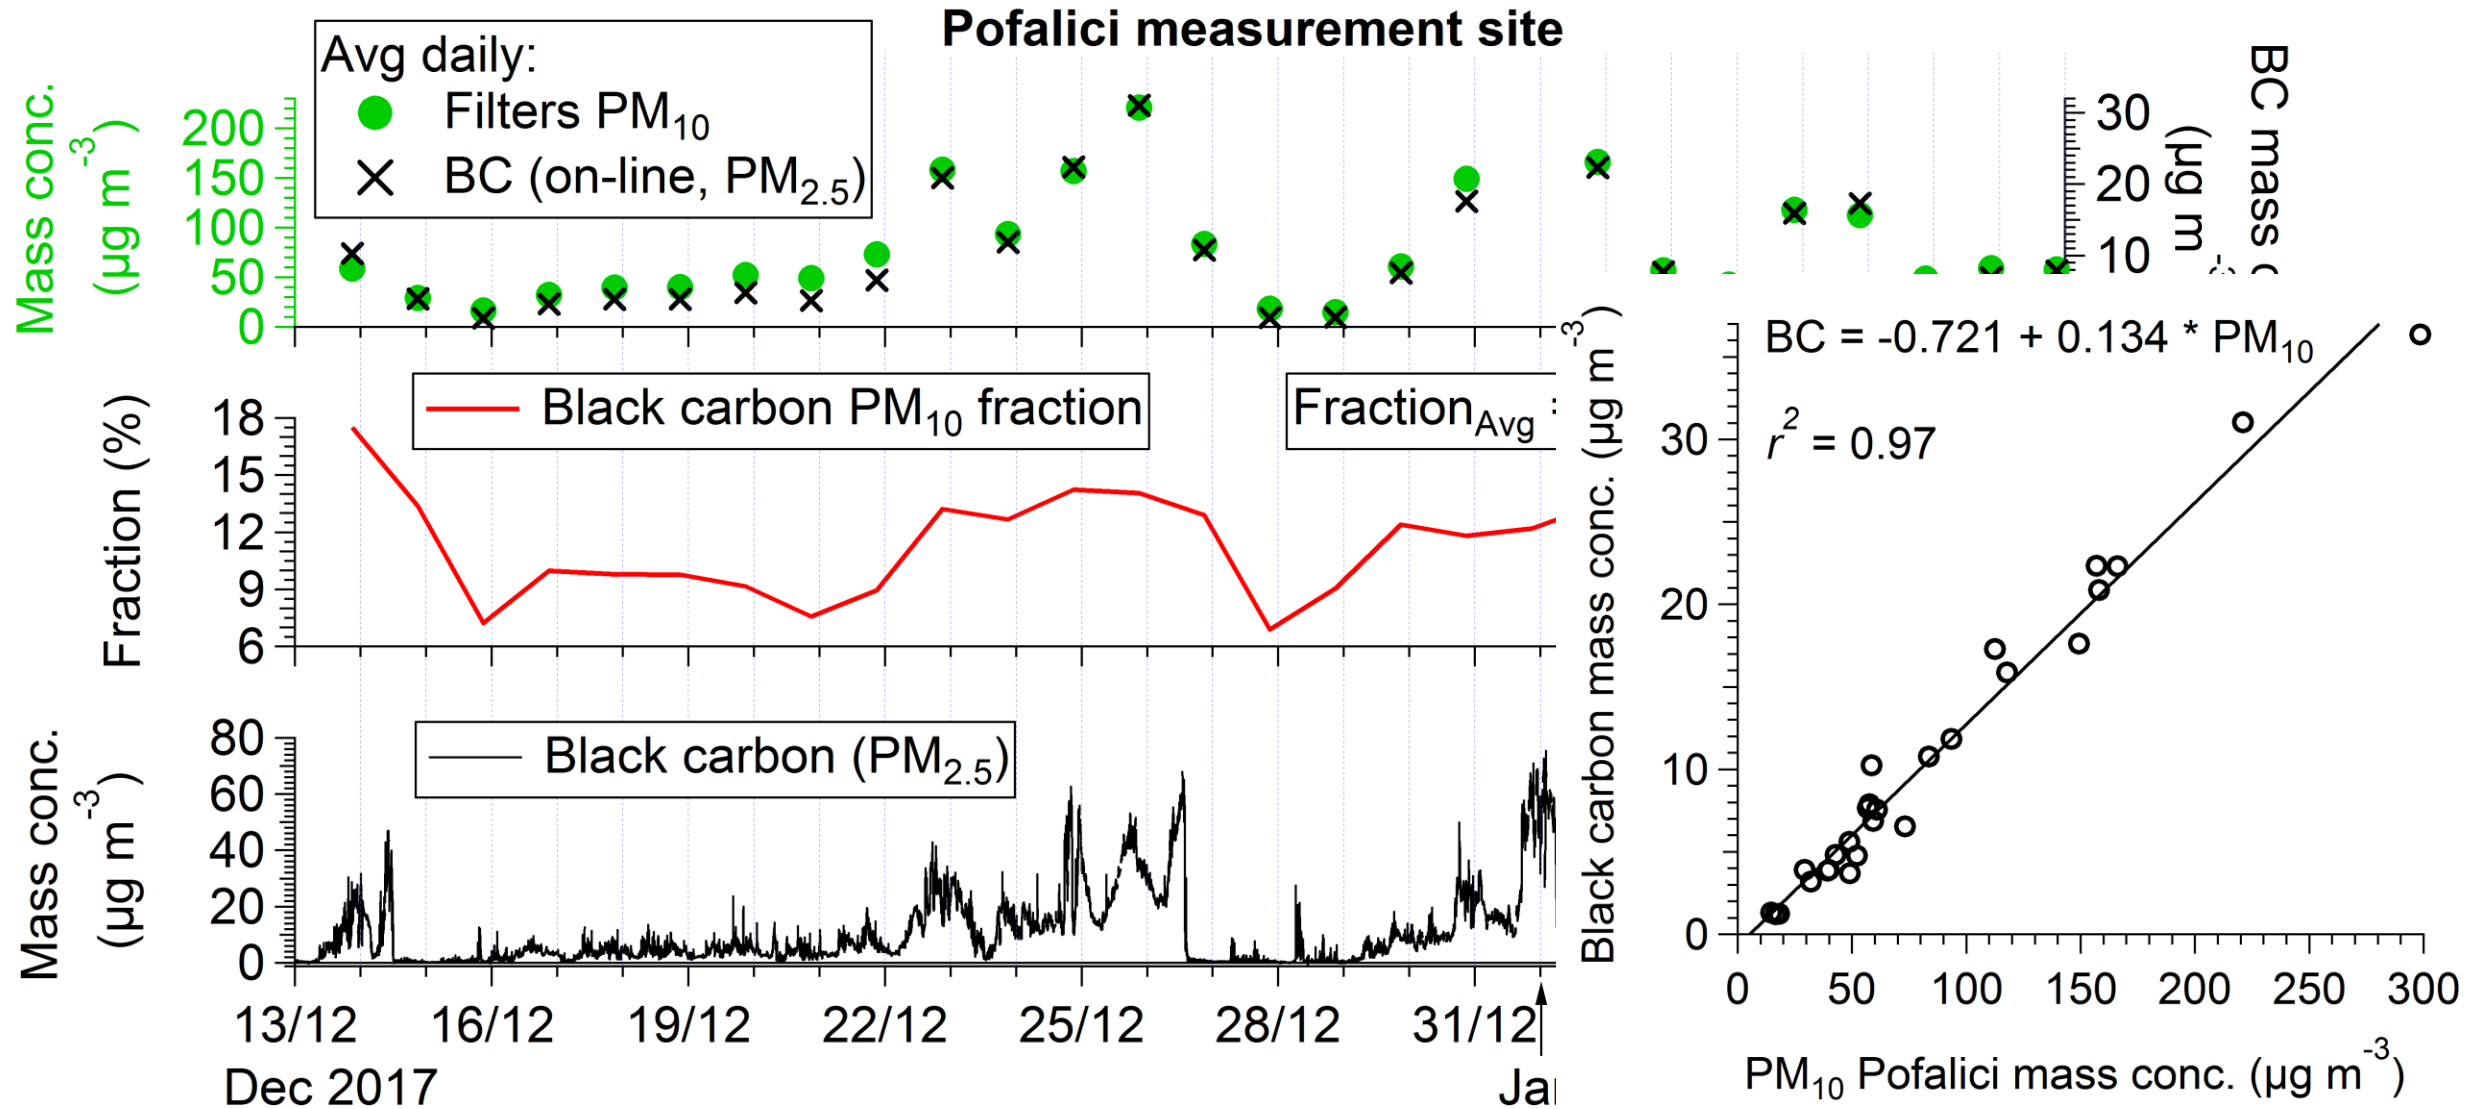 Pofalici measurement site
Avg daily:
Filters PM10
BC (on-line, PM2.5)
Mass conc.
(µg m-3)
200
150
100
50
0
30
20
10
BC mass
(µg m-3
Black carbon PM10 fraction
FractionAvg
Fraction (%)
18
15
12
9
6
Black carbon (PM2.5)
Mass conc.
(µg m-3)
80
60
40
20
0
13/12
16/12
19/12
22/12
25/12
28/12
31/12
Dec 2017
BC = -0.721 + 0.134 * PM10
r2 = 0.97
Black carbon mass conc. (µg m-3)
30
20
10
0
0
50
100
150
200
250
300
PM10 Pofalici mass conc. (µg m-3)